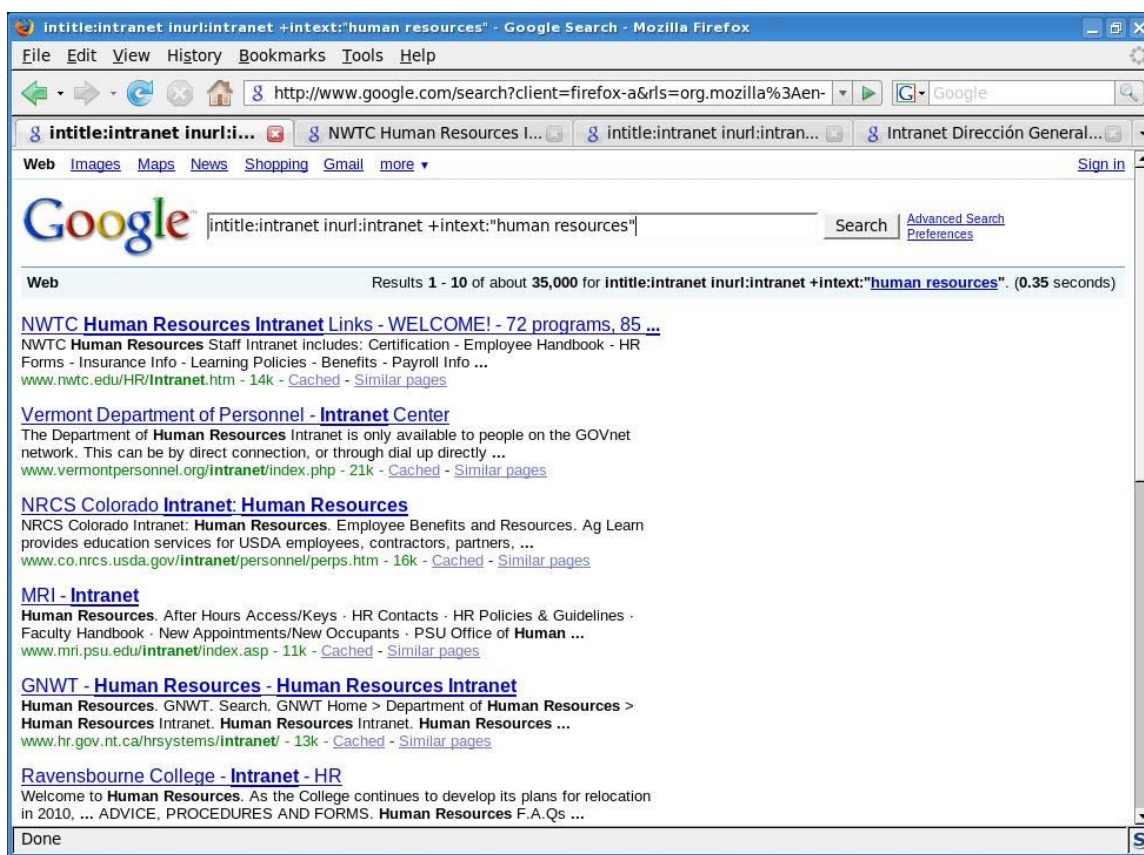 intitle:intranet inurl:intranet +intext:"human resources" - Google Search - Mozilla Firefox
File Edit View History Bookmarks Tools Help
http://www.google.com/search?client=firefox-a&rls=org.mozilla%3Aen- Google
intitle:intranet inurl:i... NWTC Human Resources I... intitle:intranet inurl:intran... Intranet Dirección General...
Web Images Maps News Shopping Gmail more Sign in
Google intitle:intranet inurl:intranet +intext:"human resources" Search Advanced Search
Preferences
Web Results 1 - 10 of about 35,000 for intitle:intranet inurl:intranet +intext:"human resources". (0.35 seconds)
NWTC Human Resources Intranet Links - WELCOME! - 72 programs, 85 ...
NWTC Human Resources Staff Intranet includes: Certification - Employee Handbook - HR
Forms - Insurance Info - Learning Policies - Benefits - Payroll Info ...
www.nwtc.edu/HR/Intranet.htm - 14k - Cached - Similar pages
Vermont Department of Personnel - Intranet Center
The Department of Human Resources Intranet is only available to people on the GOVnet
network. This can be by direct connection, or through dial up directly ...
www.vermontpersonnel.org/intranet/index.php - 21k - Cached - Similar pages
NRCS Colorado Intranet: Human Resources
NRCS Colorado Intranet: Human Resources. Employee Benefits and Resources. Ag Learn
provides education services for USDA employees, contractors, partners, ...
www.co.nrcs.usda.gov/intranet/personnel/perps.htm - 16k - Cached - Similar pages
MRI - Intranet
Human Resources. After Hours Access/Keys · HR Contacts · HR Policies & Guidelines ·
Faculty Handbook · New Appointments/New Occupants · PSU Office of Human ...
www.mri.psu.edu/intranet/index.asp - 11k - Cached - Similar pages
GNWT - Human Resources - Human Resources Intranet
Human Resources. GNWT. Search. GNWT Home > Department of Human Resources >
Human Resources Intranet. Human Resources Intranet. Human Resources ...
www.hr.gov.nt.ca/hrsystems/intranet/ - 13k - Cached - Similar pages
Ravensbourne College - Intranet - HR
Welcome to Human Resources. As the College continues to develop its plans for relocation
in 2010, ... ADVICE, PROCEDURES AND FORMS. Human Resources F.A.Qs ...
Done